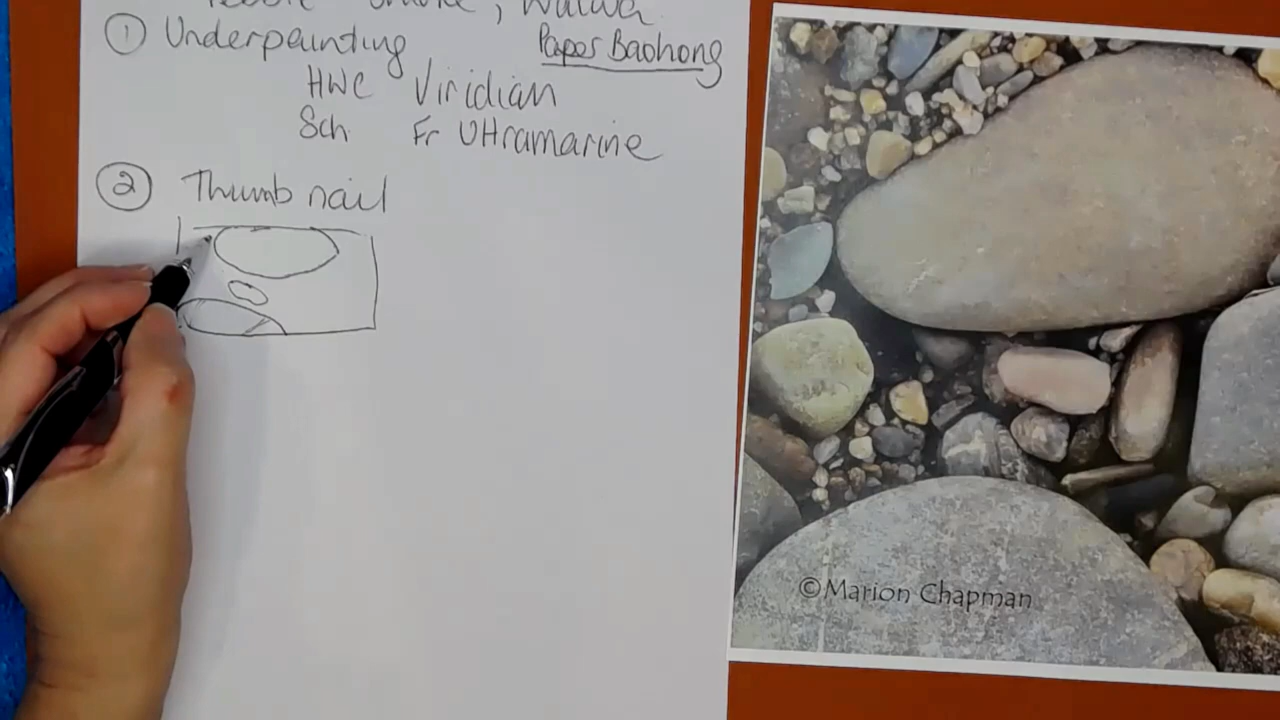 ① Underpainting
Paper Baohong
HWC Viridian
Sch Fr Ultramarine
② Thumb nail
©Marion Chapman